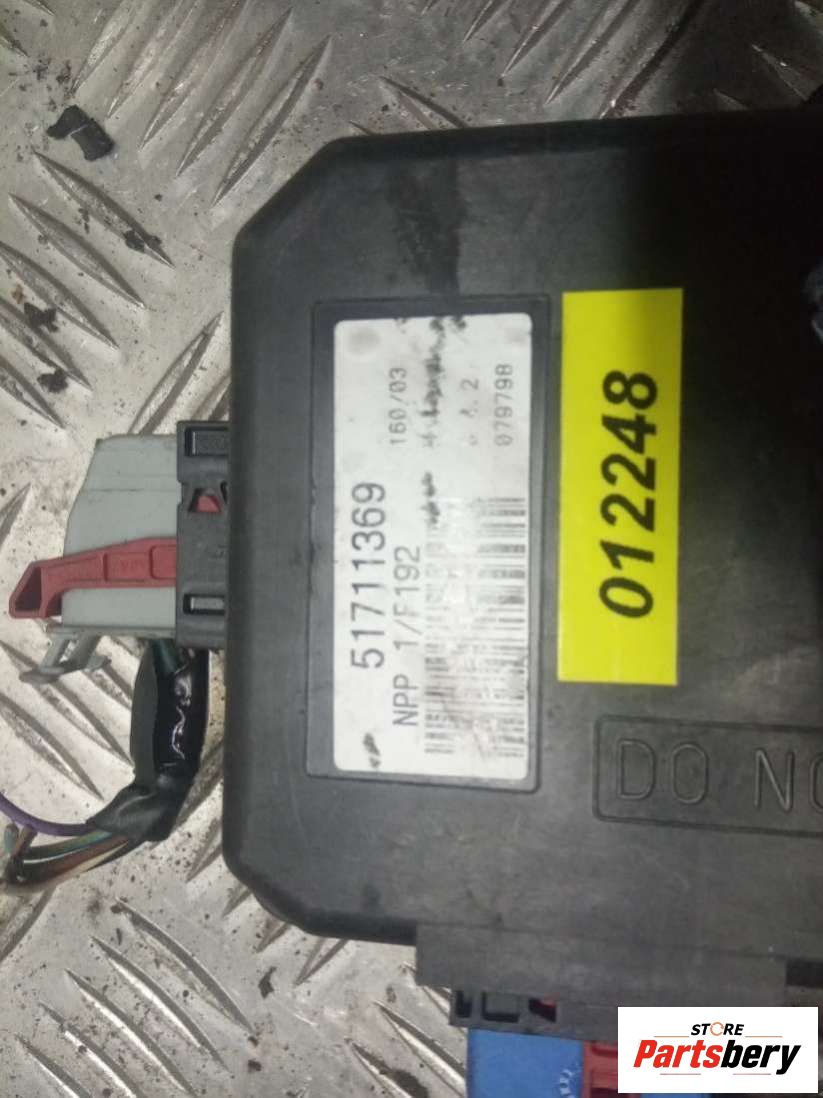 51711369
160/03
NPP 1/F192
079798
012248
DO NO
STORE
Partsbery